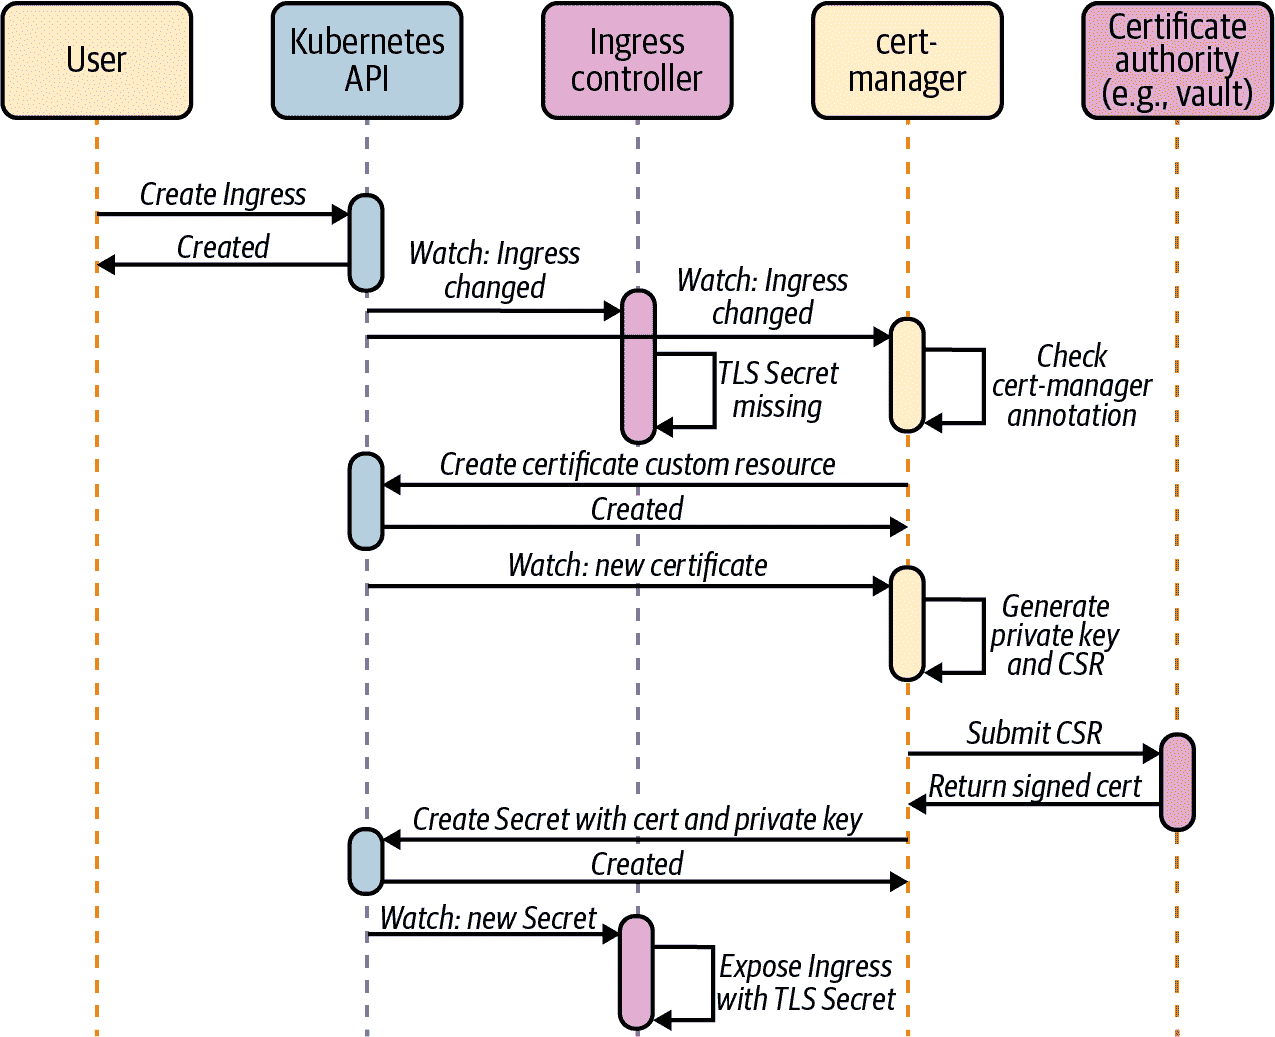 User
Kubernetes
API
Ingress
controller
cert-
manager
Certificate
authority
(e.g., vault)
Create Ingress
Created
Watch: Ingress
changed
Watch: Ingress
changed
TLS Secret
missing
Check
cert-manager
annotation
Create certificate custom resource
Created
Watch: new certificate
Generate
private key
and CSR
Submit CSR
Return signed cert
Create Secret with cert and private key
Created
Watch: new Secret
Expose Ingress
with TLS Secret